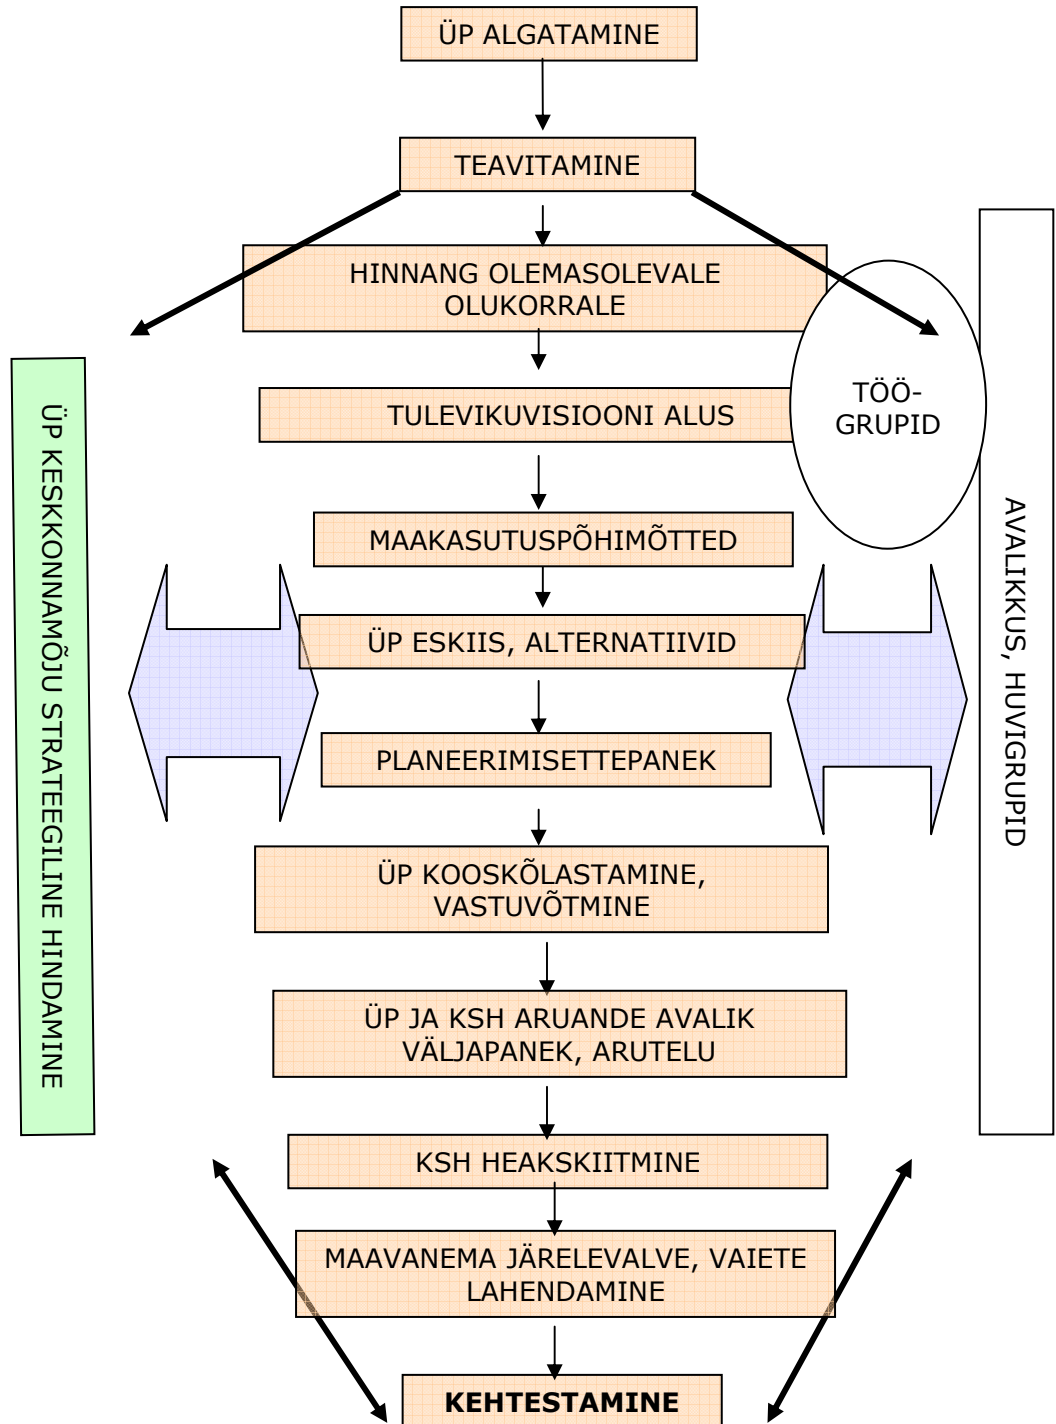 ÜP ALGATAMINE
TEAVITAMINE
HINNANG OLEMASOLEVALE
OLUKORRALE
TÖÖ-
GRUPID
TULEVIKUVISIOONI ALUS
ÜP KESKKONNAMÕJU STRATEEGILINE HINDAMINE
AVALIKKUS, HUVIGRUPID
MAAKASUTUSPÕHIMÕTTED
ÜP ESKIIS, ALTERNATIIVID
PLANEERIMISETTEPANEK
ÜP KOOSKÕLASTAMINE,
VASTUVÕTMINE
ÜP JA KSH ARUANDE AVALIK
VÄLJAPANEK, ARUTELU
KSH HEAKSKIITMINE
MAAVANEMA JÄRELEVALVE, VAIETE
LAHENDAMINE
KEHTESTAMINE